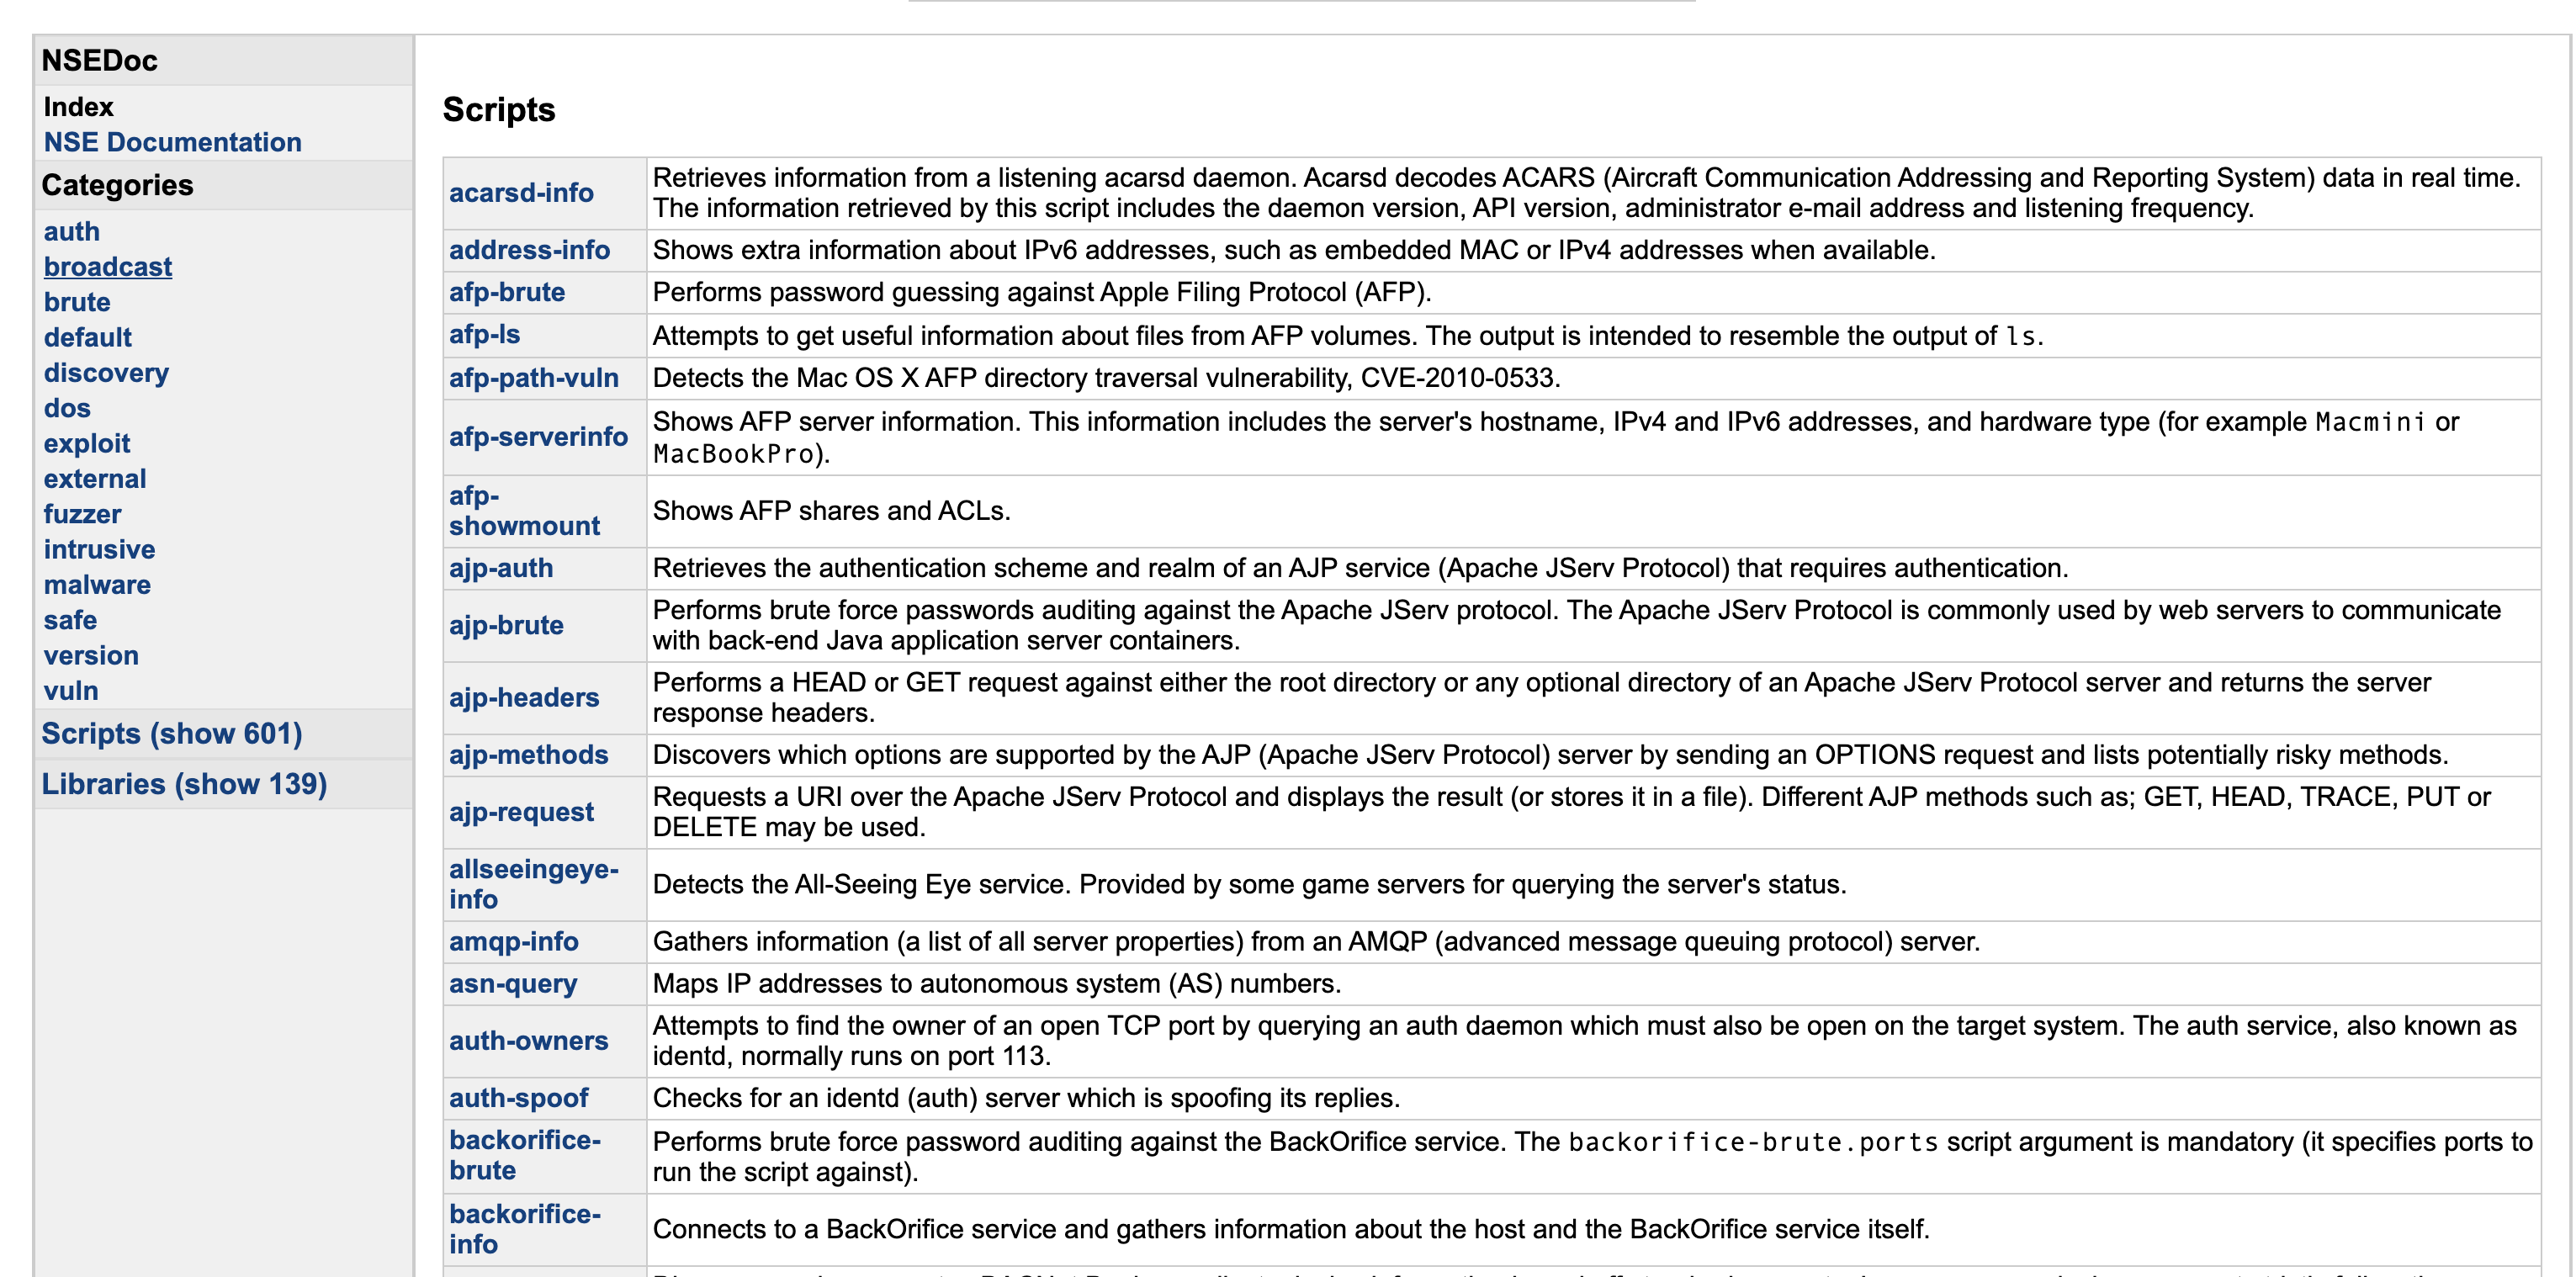 NSEDoc
Index
NSE Documentation
Categories
auth
broadcast
brute
default
discovery
dos
exploit
external
fuzzer
intrusive
malware
safe
version
vuln
Scripts (show 601)
Libraries (show 139)
Scripts
acarsd-info
Retrieves information from a listening acarsd daemon. Acarsd decodes ACARS (Aircraft Communication Addressing and Reporting System) data in real time.
The information retrieved by this script includes the daemon version, API version, administrator e-mail address and listening frequency.
address-info
Shows extra information about IPv6 addresses, such as embedded MAC or IPv4 addresses when available.
afp-brute
Performs password guessing against Apple Filing Protocol (AFP).
afp-ls
Attempts to get useful information about files from AFP volumes. The output is intended to resemble the output of ls.
afp-path-vuln
Detects the Mac OS X AFP directory traversal vulnerability, CVE-2010-0533.
afp-serverinfo
Shows AFP server information. This information includes the server's hostname, IPv4 and IPv6 addresses, and hardware type (for example Macmini or
MacBookPro).
afp-
showmount
Shows AFP shares and ACLs.
ajp-auth
Retrieves the authentication scheme and realm of an AJP service (Apache JServ Protocol) that requires authentication.
ajp-brute
Performs brute force passwords auditing against the Apache JServ protocol. The Apache JServ Protocol is commonly used by web servers to communicate
with back-end Java application server containers.
ajp-headers
Performs a HEAD or GET request against either the root directory or any optional directory of an Apache JServ Protocol server and returns the server
response headers.
ajp-methods
Discovers which options are supported by the AJP (Apache JServ Protocol) server by sending an OPTIONS request and lists potentially risky methods.
ajp-request
Requests a URI over the Apache JServ Protocol and displays the result (or stores it in a file). Different AJP methods such as; GET, HEAD, TRACE, PUT or
DELETE may be used.
allseeingeye-
info
Detects the All-Seeing Eye service. Provided by some game servers for querying the server's status.
amqp-info
Gathers information (a list of all server properties) from an AMQP (advanced message queuing protocol) server.
asn-query
Maps IP addresses to autonomous system (AS) numbers.
auth-owners
Attempts to find the owner of an open TCP port by querying an auth daemon which must also be open on the target system. The auth service, also known as
identd, normally runs on port 113.
auth-spoof
Checks for an identd (auth) server which is spoofing its replies.
backorifice-
brute
Performs brute force password auditing against the BackOrifice service. The backorifice-brute.ports script argument is mandatory (it specifies ports to
run the script against).
backorifice-
info
Connects to a BackOrifice service and gathers information about the host and the BackOrifice service itself.